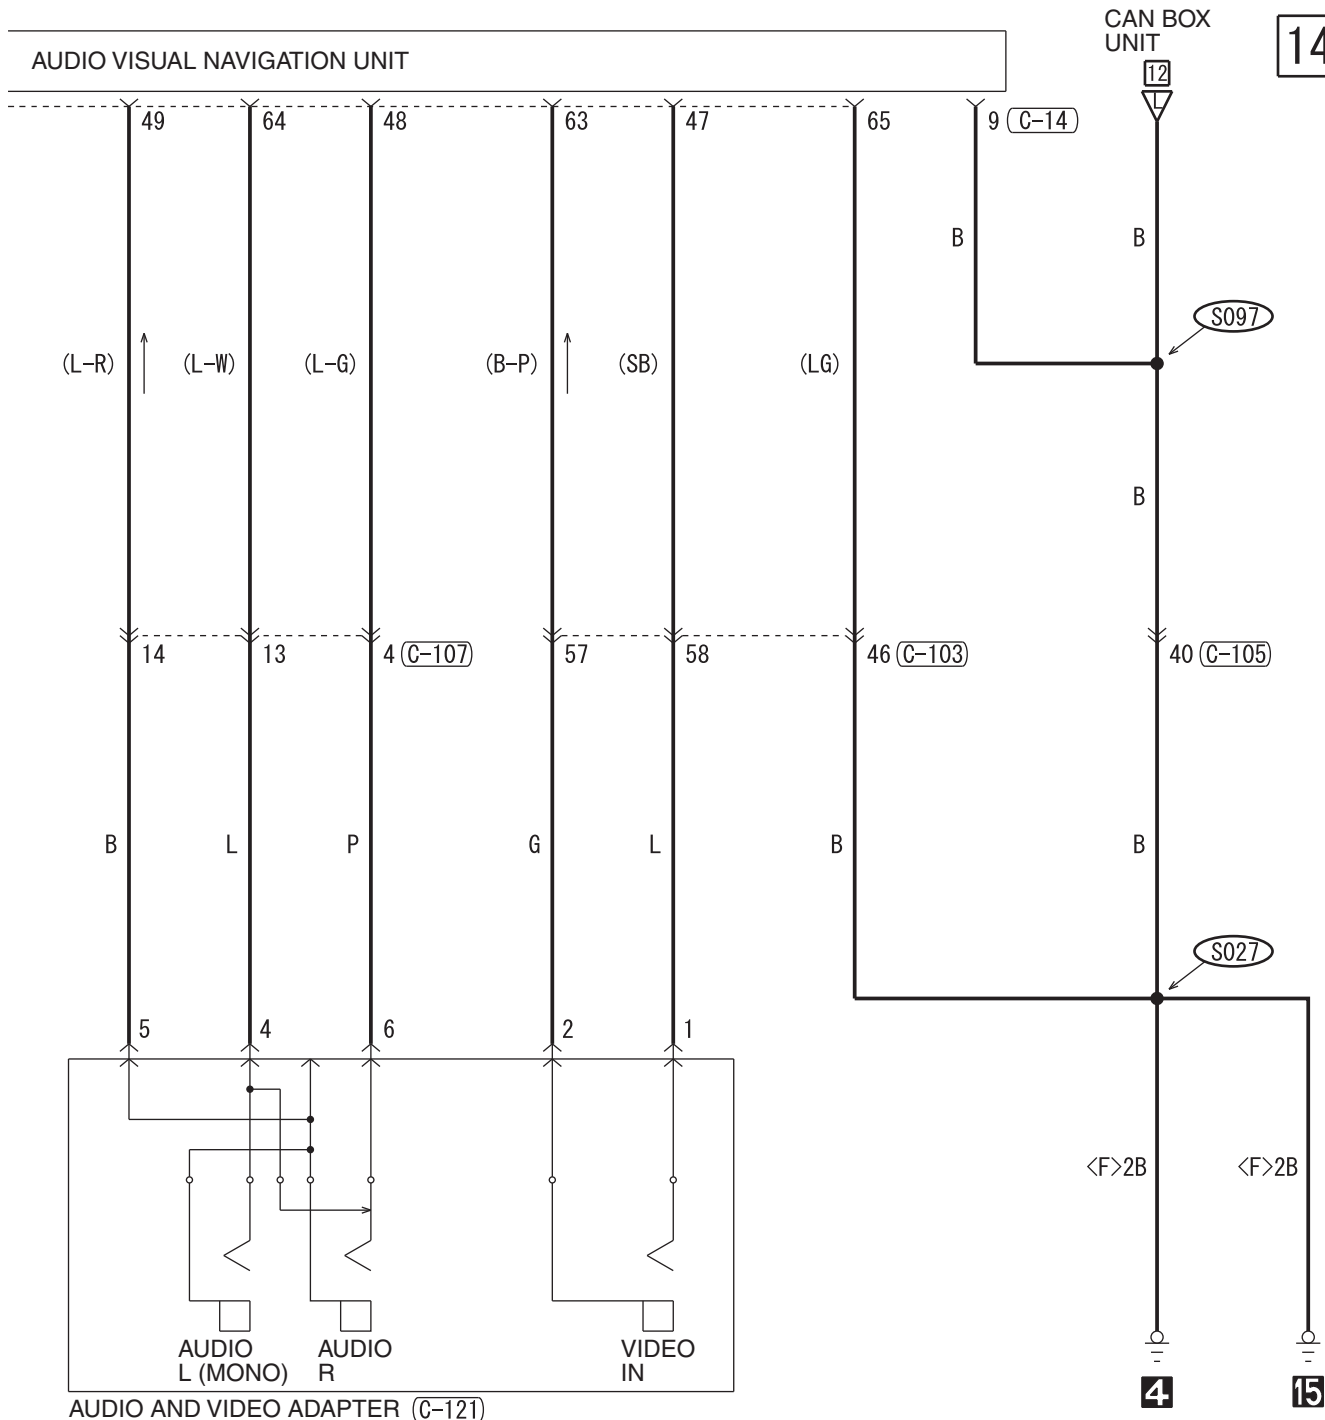 CAN BOX
UNIT
14
AUDIO VISUAL NAVIGATION UNIT
12
L
49 64 48 63 47 65 9 (C-14)
B B
S097
(L-R) (L-W) (L-G) (B-P) (SB) (LG)
B
14 13 4 (C-107) 57 58 46 (C-103) 40 (C-105)
B L P G L B B
S027
5 4 6 2 1
<F>2B <F>2B
AUDIO
L (MONO)
AUDIO
R
VIDEO
IN
4 15
AUDIO AND VIDEO ADAPTER (C-121)